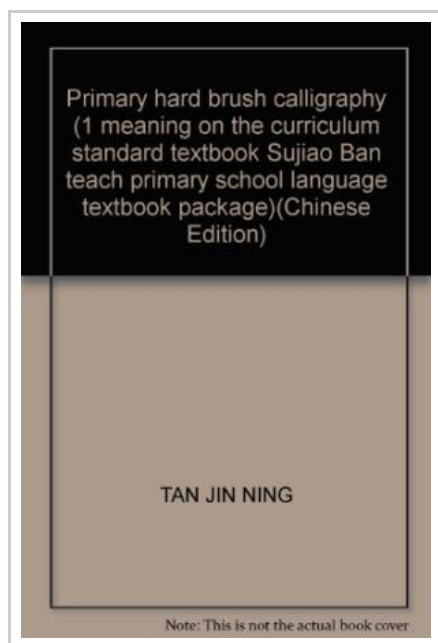 Primary hard brush calligraphy
(1 meaning on the curriculum
standard textbook Sujiao Ban
teach primary school language
textbook package)(Chinese
Edition)
TAN JIN NING
Note: This is not the actual book cover